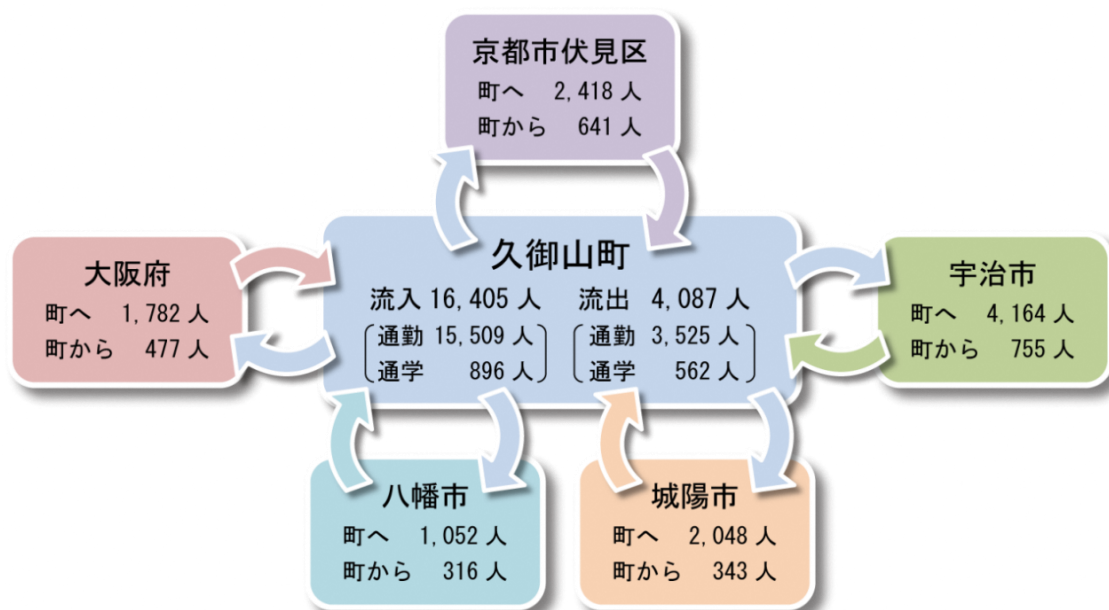 京都市伏見区
町へ 2,418 人
町から 641 人
久御山町
流入 16,405 人 流出 4,087 人
通勤 15,509 人 通勤 3,525 人
通学 896 人 通学 562 人
大阪府
町へ 1,782 人
町から 477 人
宇治市
町へ 4,164 人
町から 755 人
八幡市
町へ 1,052 人
町から 316 人
城陽市
町へ 2,048 人
町から 343 人